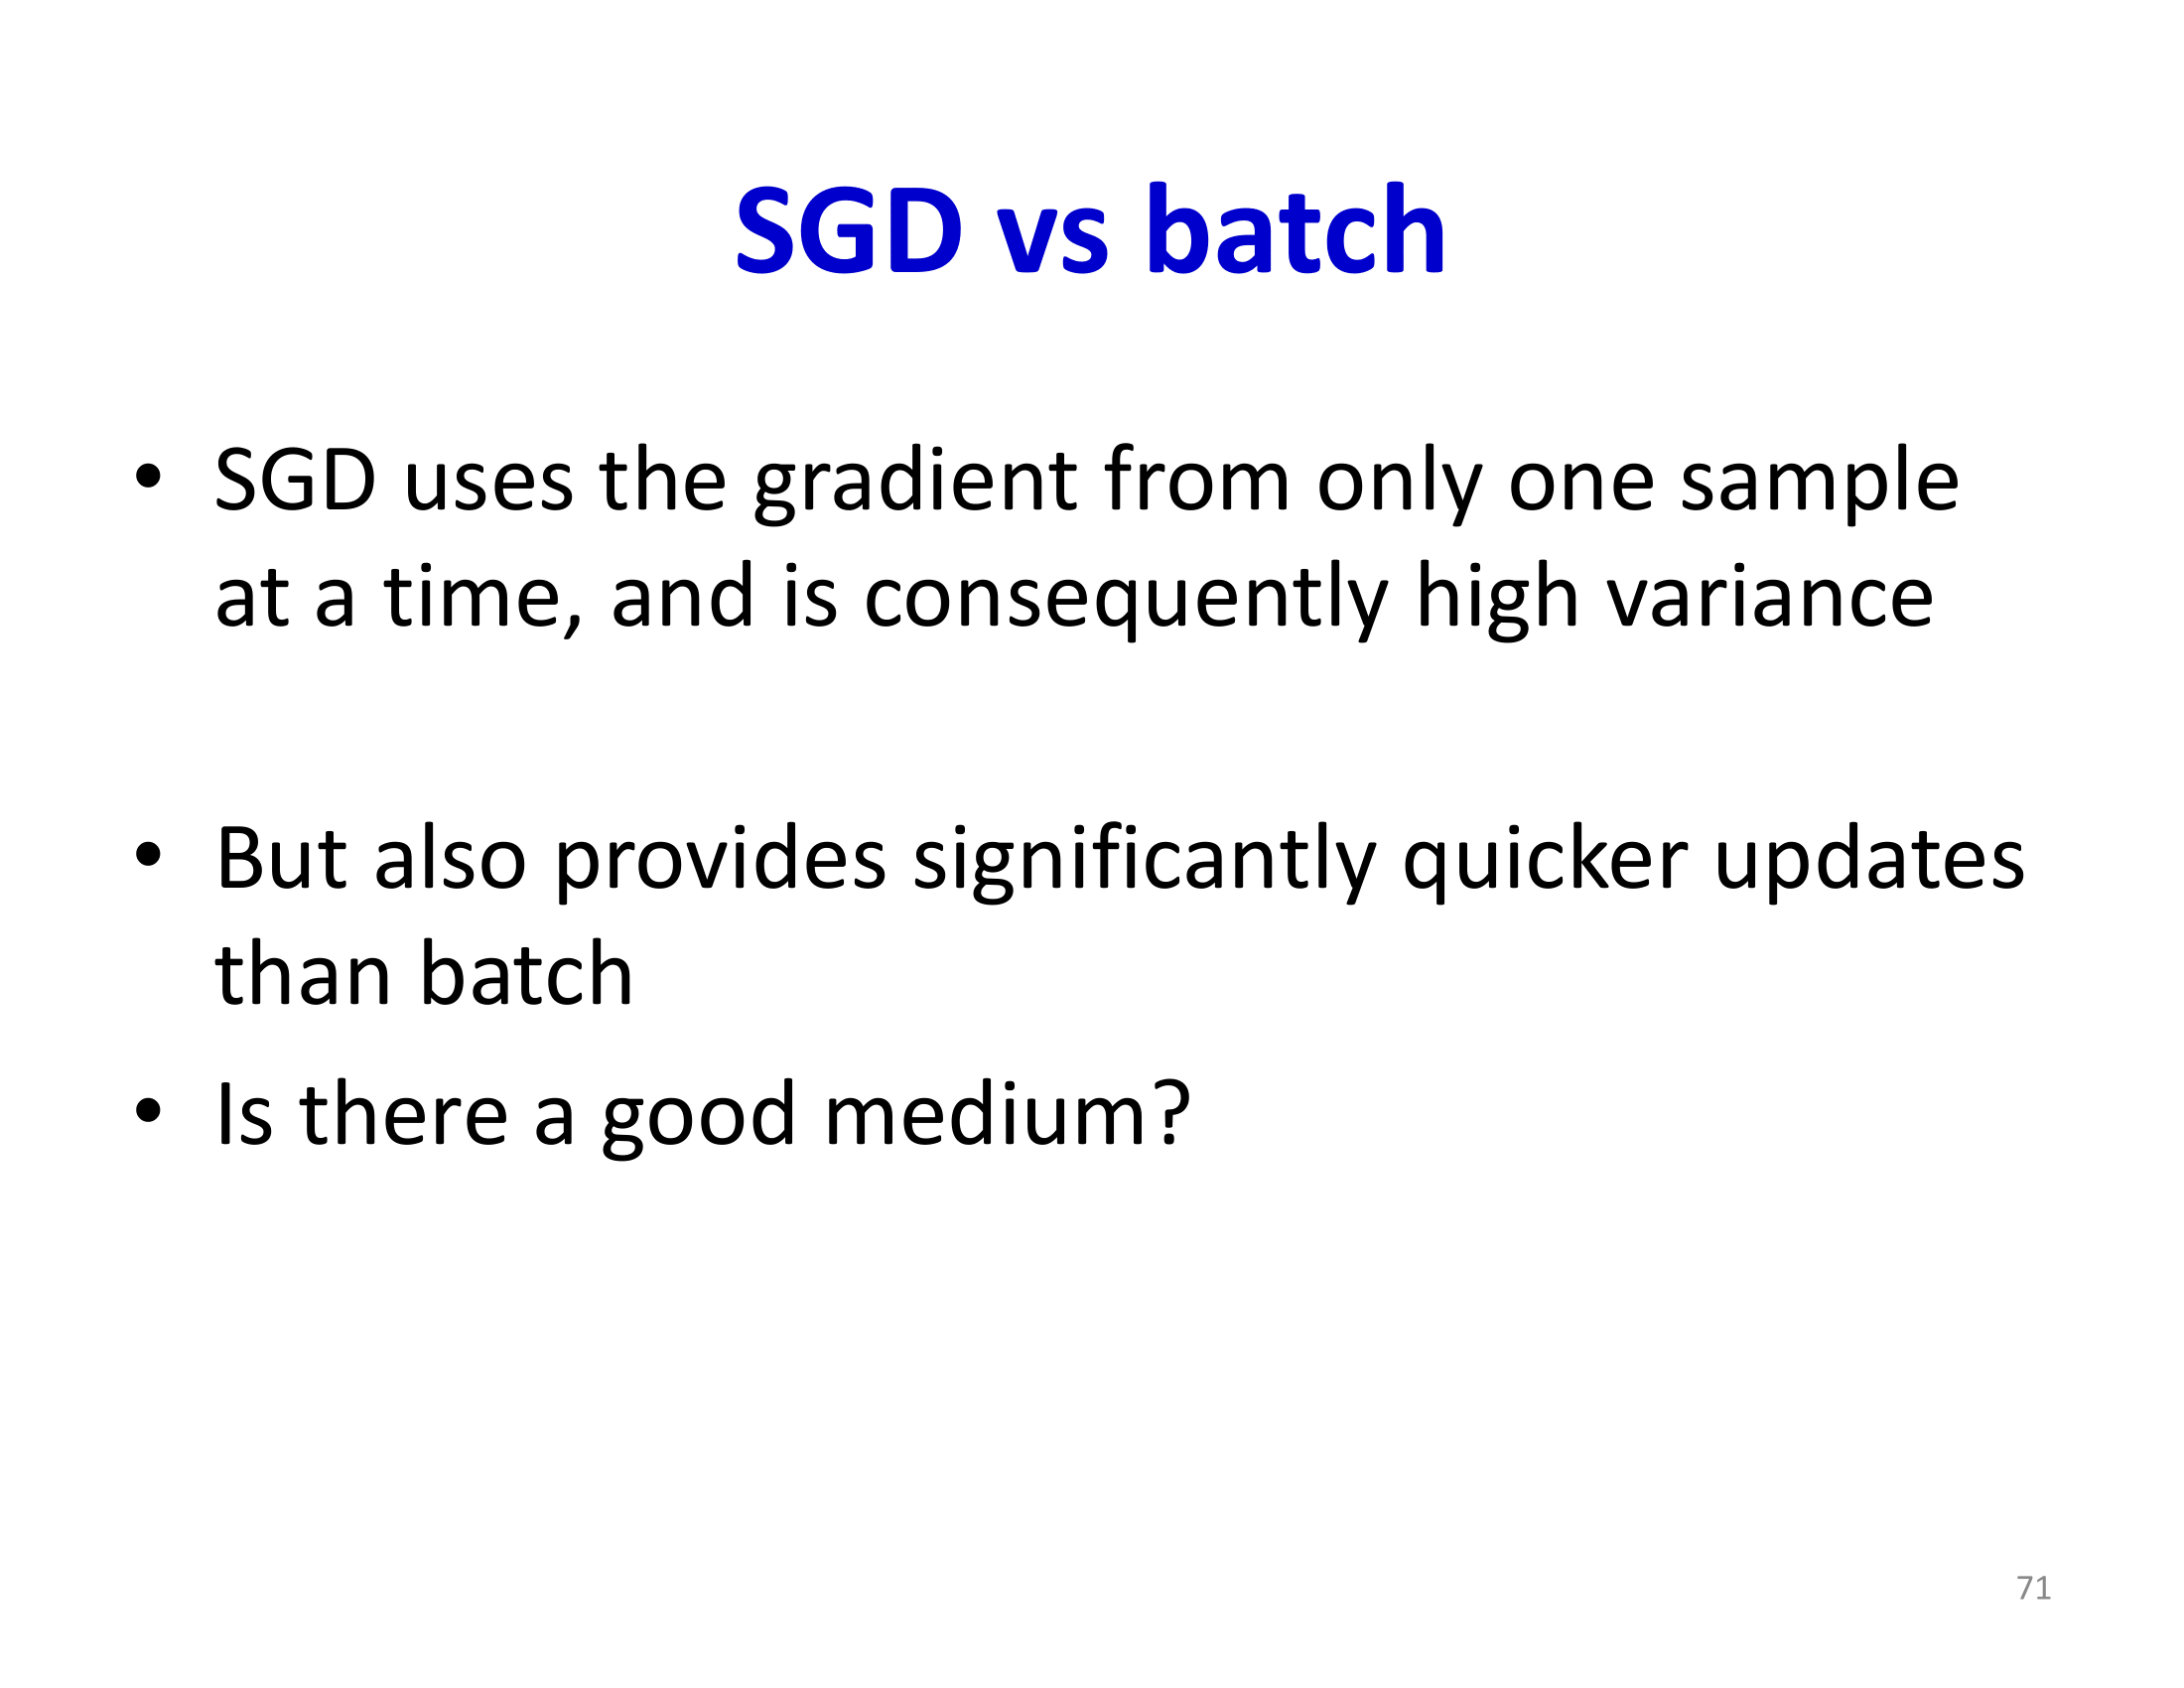 SGD vs batch
• SGD uses the gradient from only one sample
at a time, and is consequently high variance
• But also provides significantly quicker updates
than batch
• Is there a good medium?
71